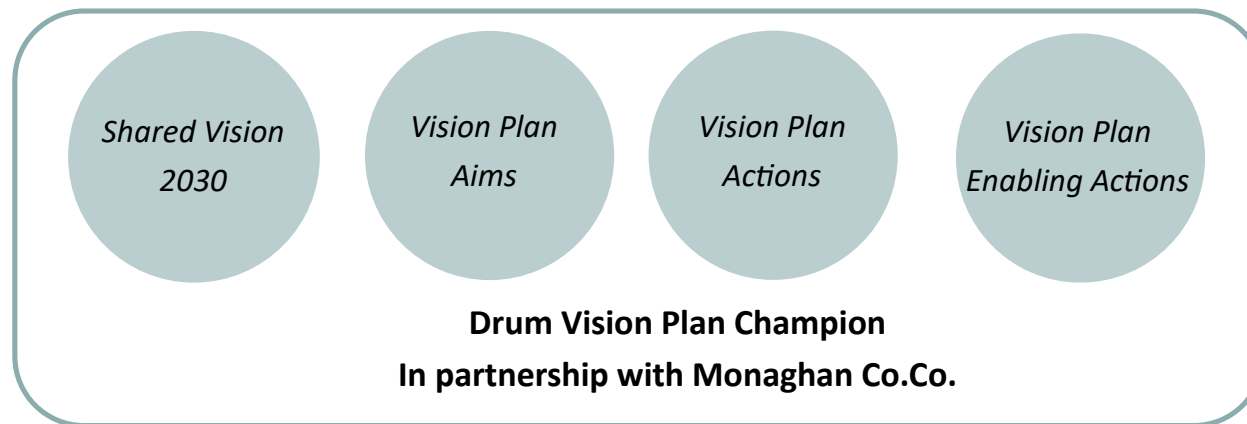 Shared Vision
2030
Vision Plan
Aims
Vision Plan
Actions
Vision Plan
Enabling Actions
Drum Vision Plan Champion
In partnership with Monaghan Co.Co.